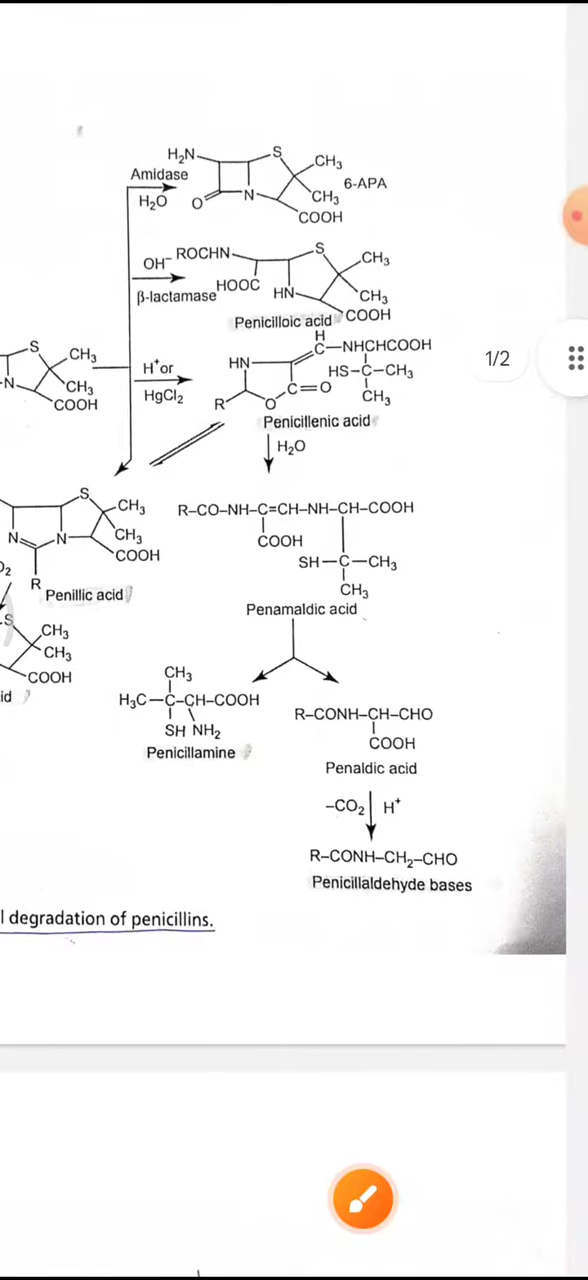 H₂N
S
CH₃
Amidase
6-APA
H₂O
O
N
CH₃
COOH
OH⁻
ROCHN
S
CH₃
β-lactamase
HOOC
HN
CH₃
COOH
Penicilloic acid
H
C–NHCHCOOH
1/2
S
CH₃
H⁺or
HN
HS–C–CH₃
N
CH₃
HgCl₂
C=O
CH₃
COOH
R
O
Penicillenic acid
H₂O
S
CH₃
R–CO–NH–C=CH–NH–CH–COOH
N
N
CH₃
COOH
COOH
SH–C–CH₃
O₂
R
Penillic acid
CH₃
S
CH₃
Penamaldic acid
CH₃
COOH
id
CH₃
H₃C–C–CH–COOH
R–CONH–CH–CHO
SH NH₂
COOH
Penicillamine
Penaldic acid
–CO₂ H⁺
R–CONH–CH₂–CHO
Penicillaldehyde bases
l degradation of penicillins.